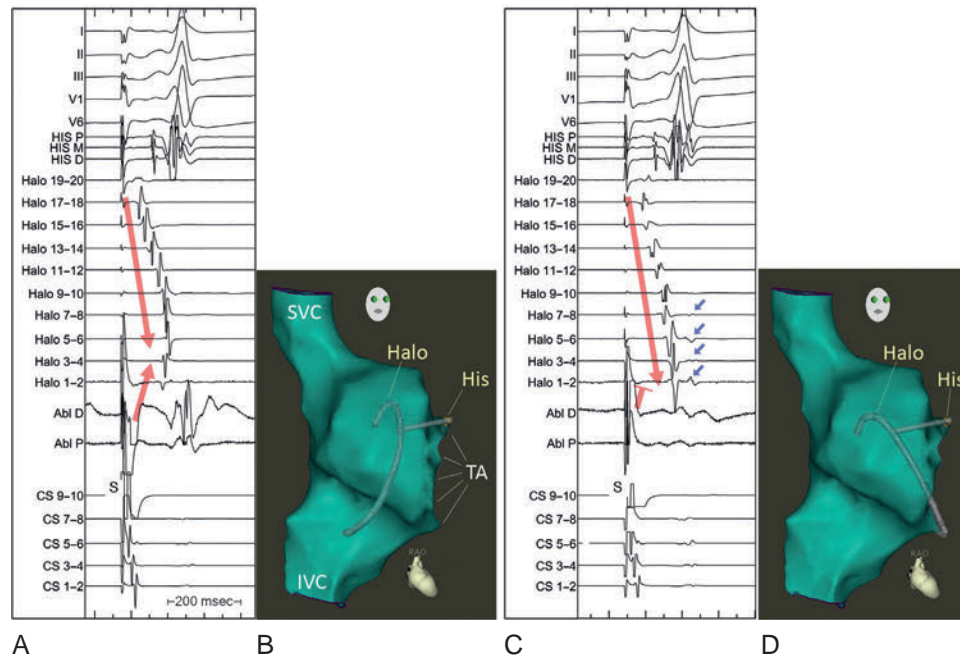 I
II
III
V1
V6
HIS P
HIS M
HIS D
Halo 19–20
Halo 17–18
Halo 15–16
Halo 13–14
Halo 11–12
Halo 9–10
Halo 7–8
Halo 5–6
Halo 3–4
Halo 1–2
Abl D
Abl P
S
CS 9–10
CS 7–8
CS 5–6
CS 3–4
CS 1–2
200 msec
A
SVC
Halo
His
TA
RAO
IVC
B
I
II
III
V1
V6
HIS P
HIS M
HIS D
Halo 19–20
Halo 17–18
Halo 15–16
Halo 13–14
Halo 11–12
Halo 9–10
Halo 7–8
Halo 5–6
Halo 3–4
Halo 1–2
Abl D
Abl P
S
CS 9–10
CS 7–8
CS 5–6
CS 3–4
CS 1–2
C
Halo
His
RAO
D